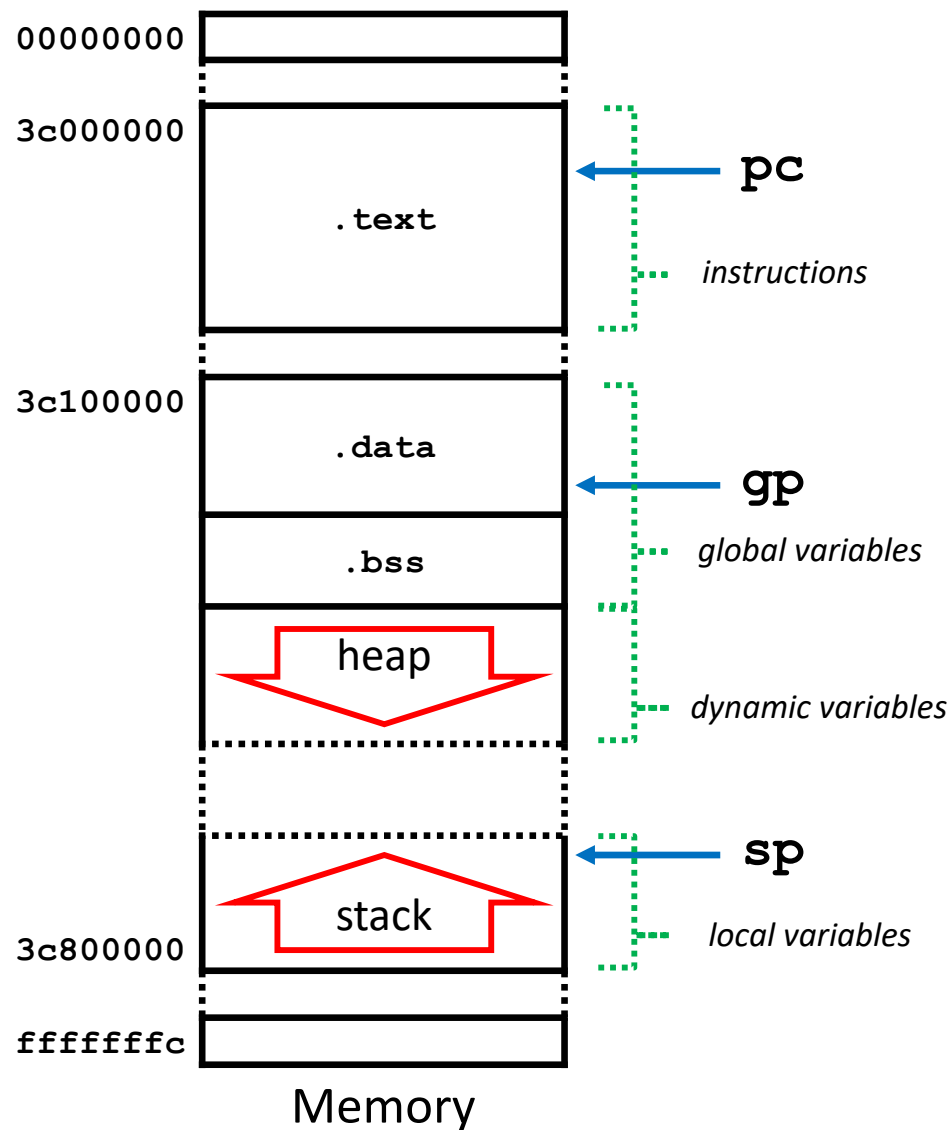 00000000
3c000000
pc
.text
instructions
3c100000
.data
gp
.bss
global variables
heap
dynamic variables
sp
stack
local variables
3c800000
fffffffc
Memory